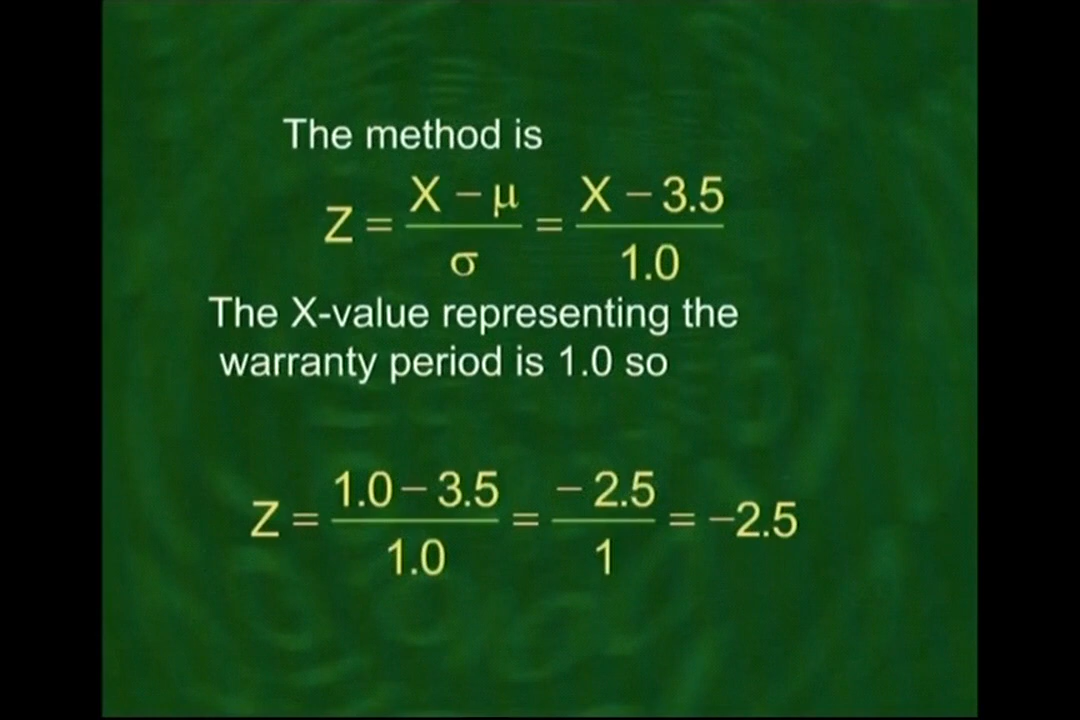 The method is
Z = X – μ / σ = X – 3.5 / 1.0
The X-value representing the
warranty period is 1.0 so
Z = 1.0 – 3.5 / 1.0 = – 2.5 / 1 = –2.5